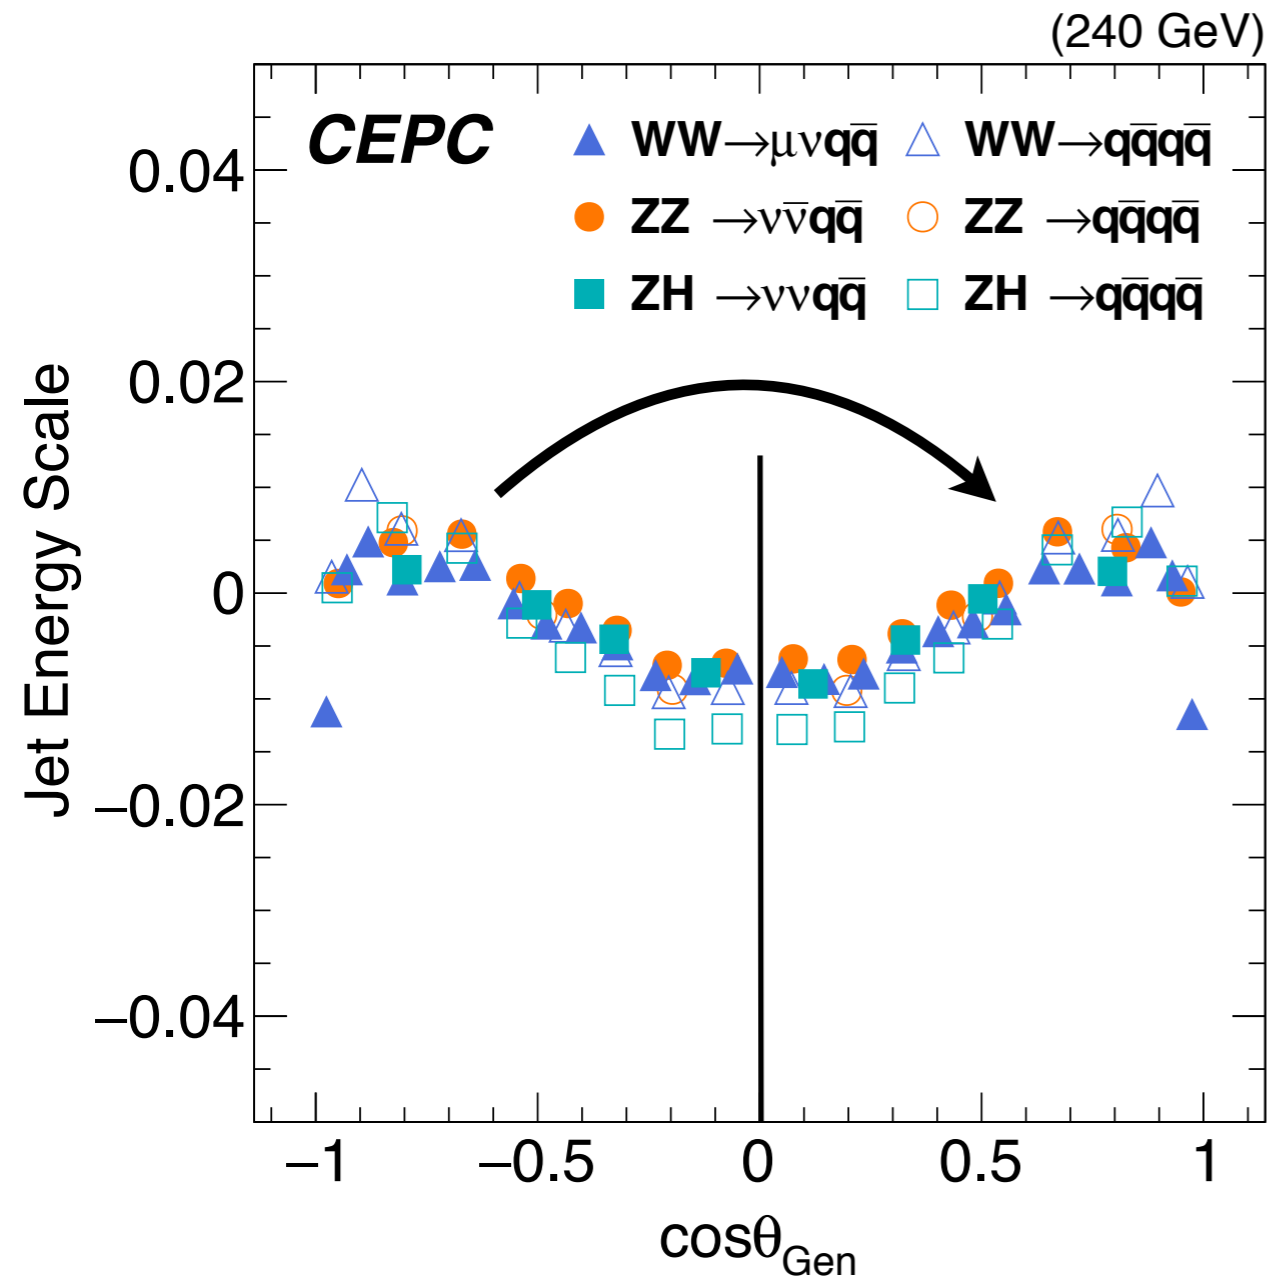 (240 GeV)
CEPC
WW→μνqq̅ WW→qq̅qq̅
ZZ →νν̅qq̅ ZZ →qq̅qq̅
ZH →ννqq̅ ZH →qq̅qq̅
0.04
0.02
0
−0.02
−0.04
Jet Energy Scale
−1 −0.5 0 0.5 1
cosθGen